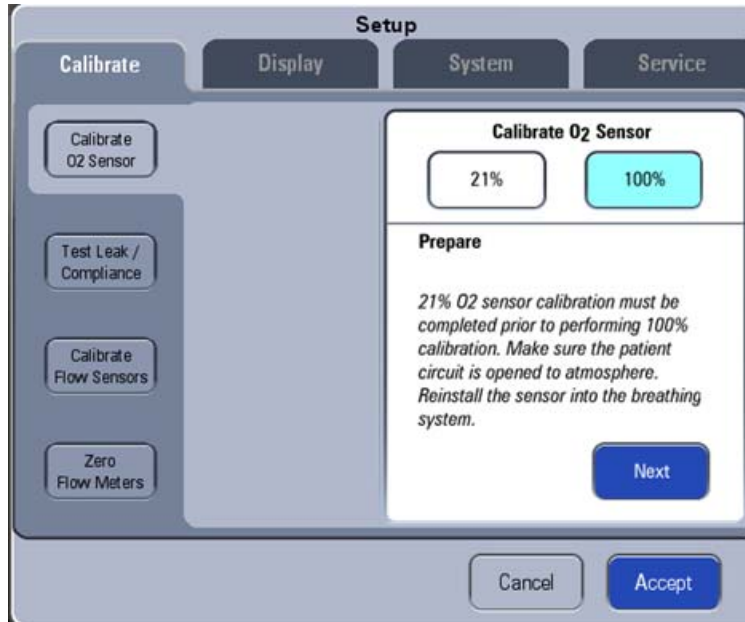 Setup
Calibrate
Display
System
Service
Calibrate
O2 Sensor
Test Leak /
Compliance
Calibrate
Flow Sensors
Zero
Flow Meters
Calibrate O2 Sensor
21%
100%
Prepare
21% O2 sensor calibration must be
completed prior to performing 100%
calibration. Make sure the patient
circuit is opened to atmosphere.
Reinstall the sensor into the breathing
system.
Next
Cancel
Accept